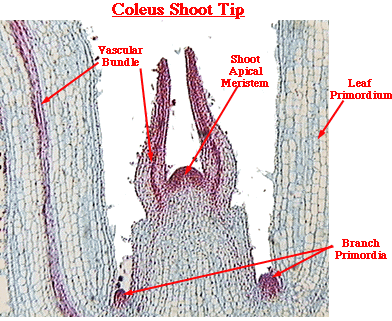 Coleus Shoot Tip
Vascular
Bundle
Shoot
Apical
Meristem
Leaf
Primordium
Branch
Primordia